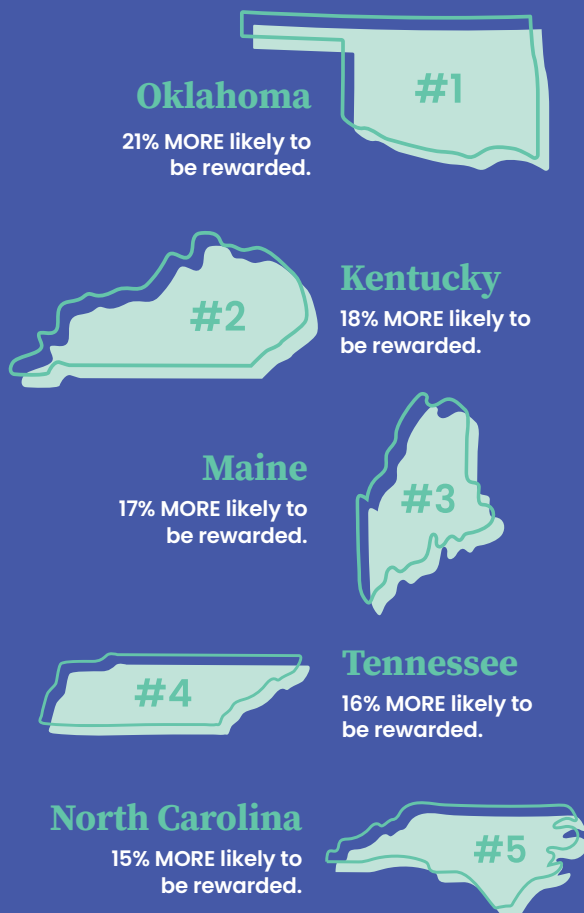 Oklahoma
21% MORE likely to
be rewarded.
#1
#2
Kentucky
18% MORE likely to
be rewarded.
Maine
17% MORE likely to
be rewarded.
#3
#4
Tennessee
16% MORE likely to
be rewarded.
North Carolina
15% MORE likely to
be rewarded.
#5